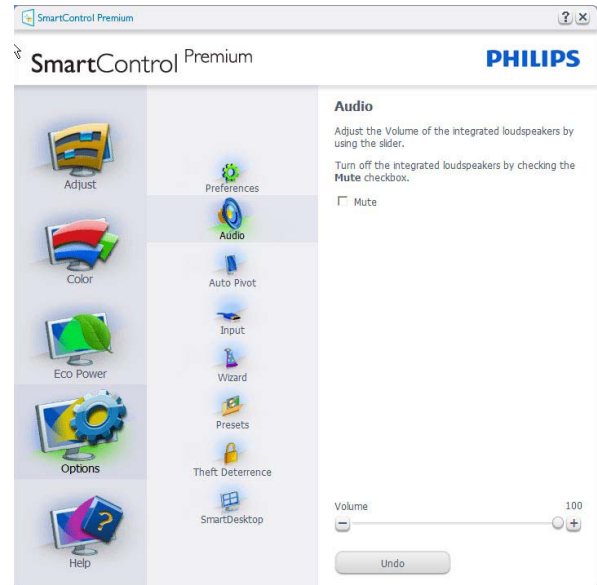 SmartControl Premium
? ×
SmartControl Premium
PHILIPS
Adjust
Color
Eco Power
Options
Help
Preferences
Audio
Auto Pivot
Input
Wizard
Presets
Theft Deterrence
SmartDesktop
Audio
Adjust the Volume of the integrated loudspeakers by
using the slider.
Turn off the integrated loudspeakers by checking the
Mute checkbox.
Mute
Volume 100
Undo